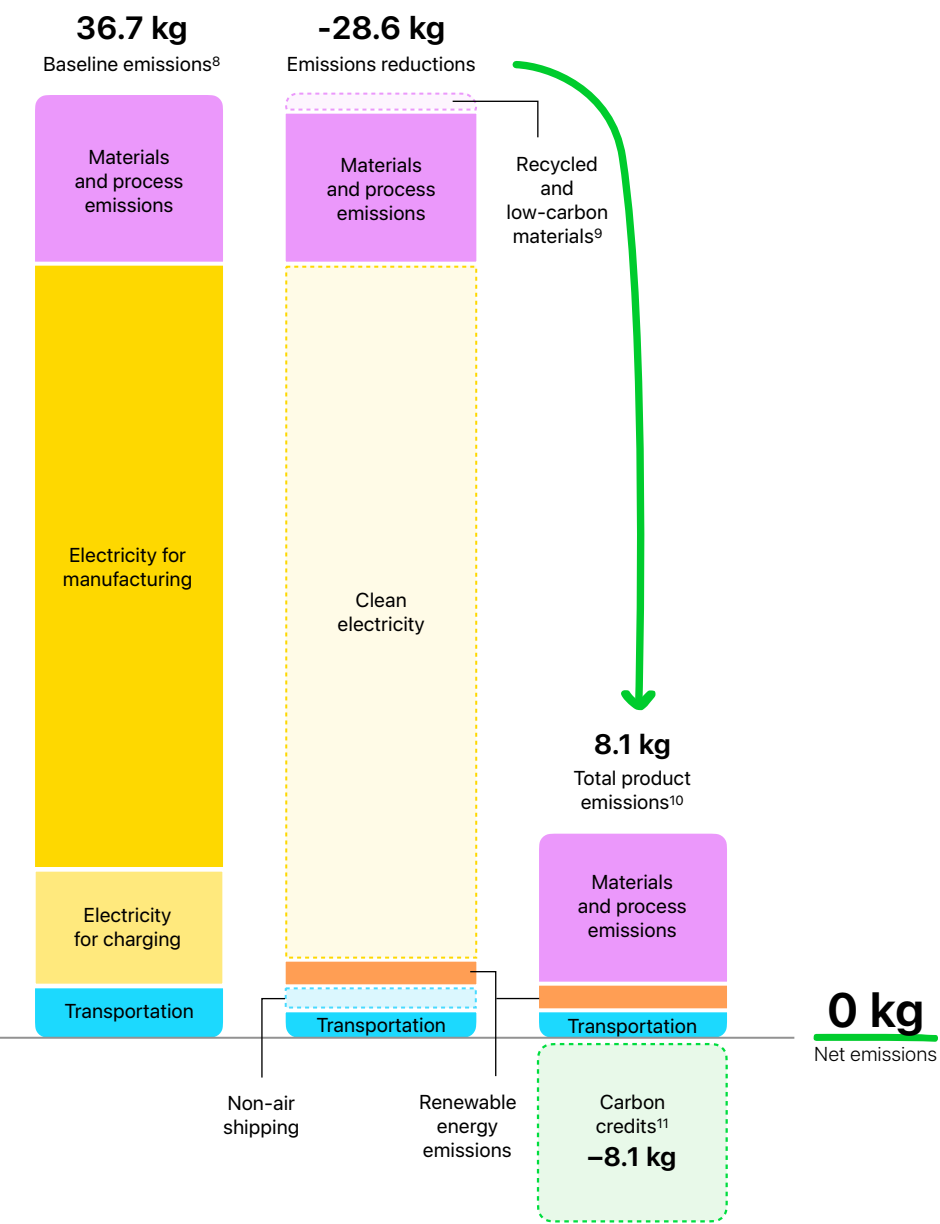 36.7 kg
Baseline emissions⁸
Materials
and process
emissions
Electricity for
manufacturing
Electricity
for charging
Transportation
-28.6 kg
Emissions reductions
Materials
and process
emissions
Clean
electricity
Transportation
Recycled
and
low-carbon
materials⁹
Non-air
shipping
Renewable
energy
emissions
8.1 kg
Total product
emissions¹⁰
Materials
and process
emissions
Transportation
Carbon
credits¹¹
–8.1 kg
0 kg
Net emissions